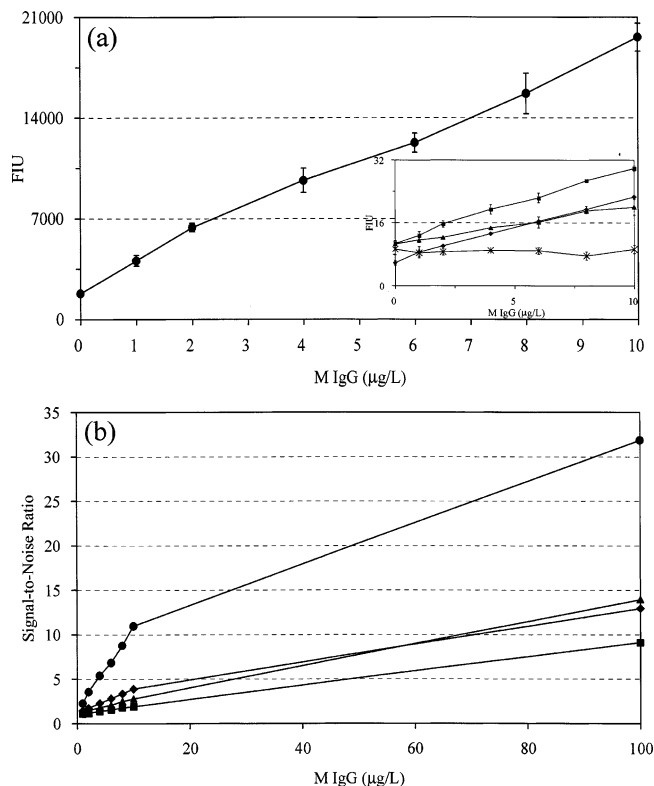 (a)
21000
14000
7000
0
FIU
0 1 2 3 4 5 6 7 8 9 10
M IgG (µg/L)
32
16
0
FIU
0 5 10
M IgG (µg/L)
(b)
35
30
25
20
15
10
5
0
Signal-to-Noise Ratio
0 20 40 60 80 100
M IgG (µg/L)